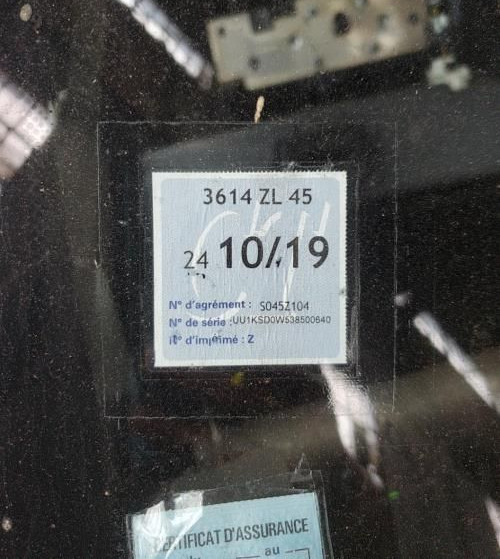 3614 ZL 45
24 10/19
N° d'agrément : S045Z104
N° de série : UU1KSD0W538500640
N° d'imprimé : Z
CERTIFICAT D'ASSURANCE
au